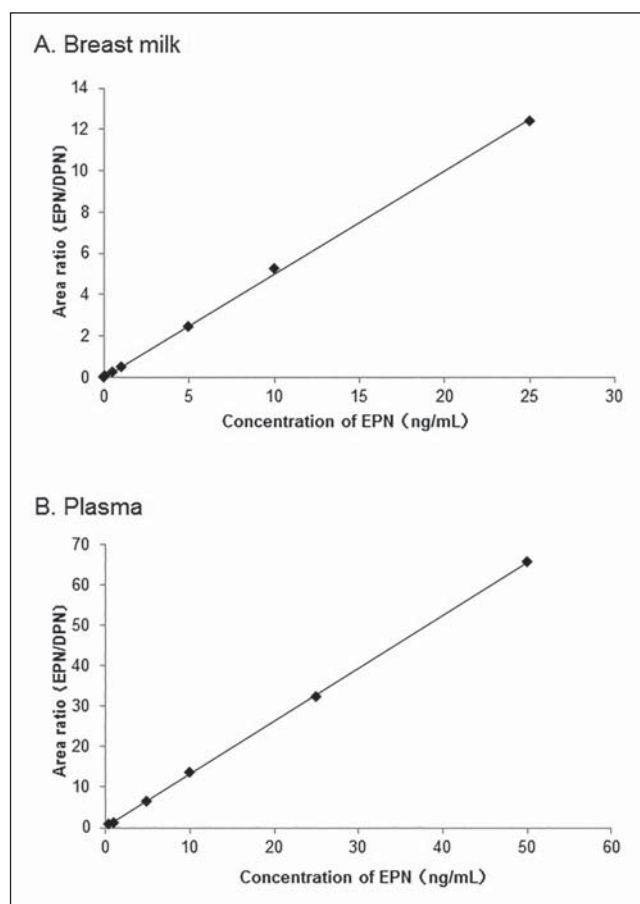 A. Breast milk
14
12
10
8
6
4
2
0
Area ratio (EPN/DPN)
0 5 10 15 20 25 30
Concentration of EPN (ng/mL)
B. Plasma
70
60
50
40
30
20
10
0
Area ratio (EPN/DPN)
0 10 20 30 40 50 60
Concentration of EPN (ng/mL)